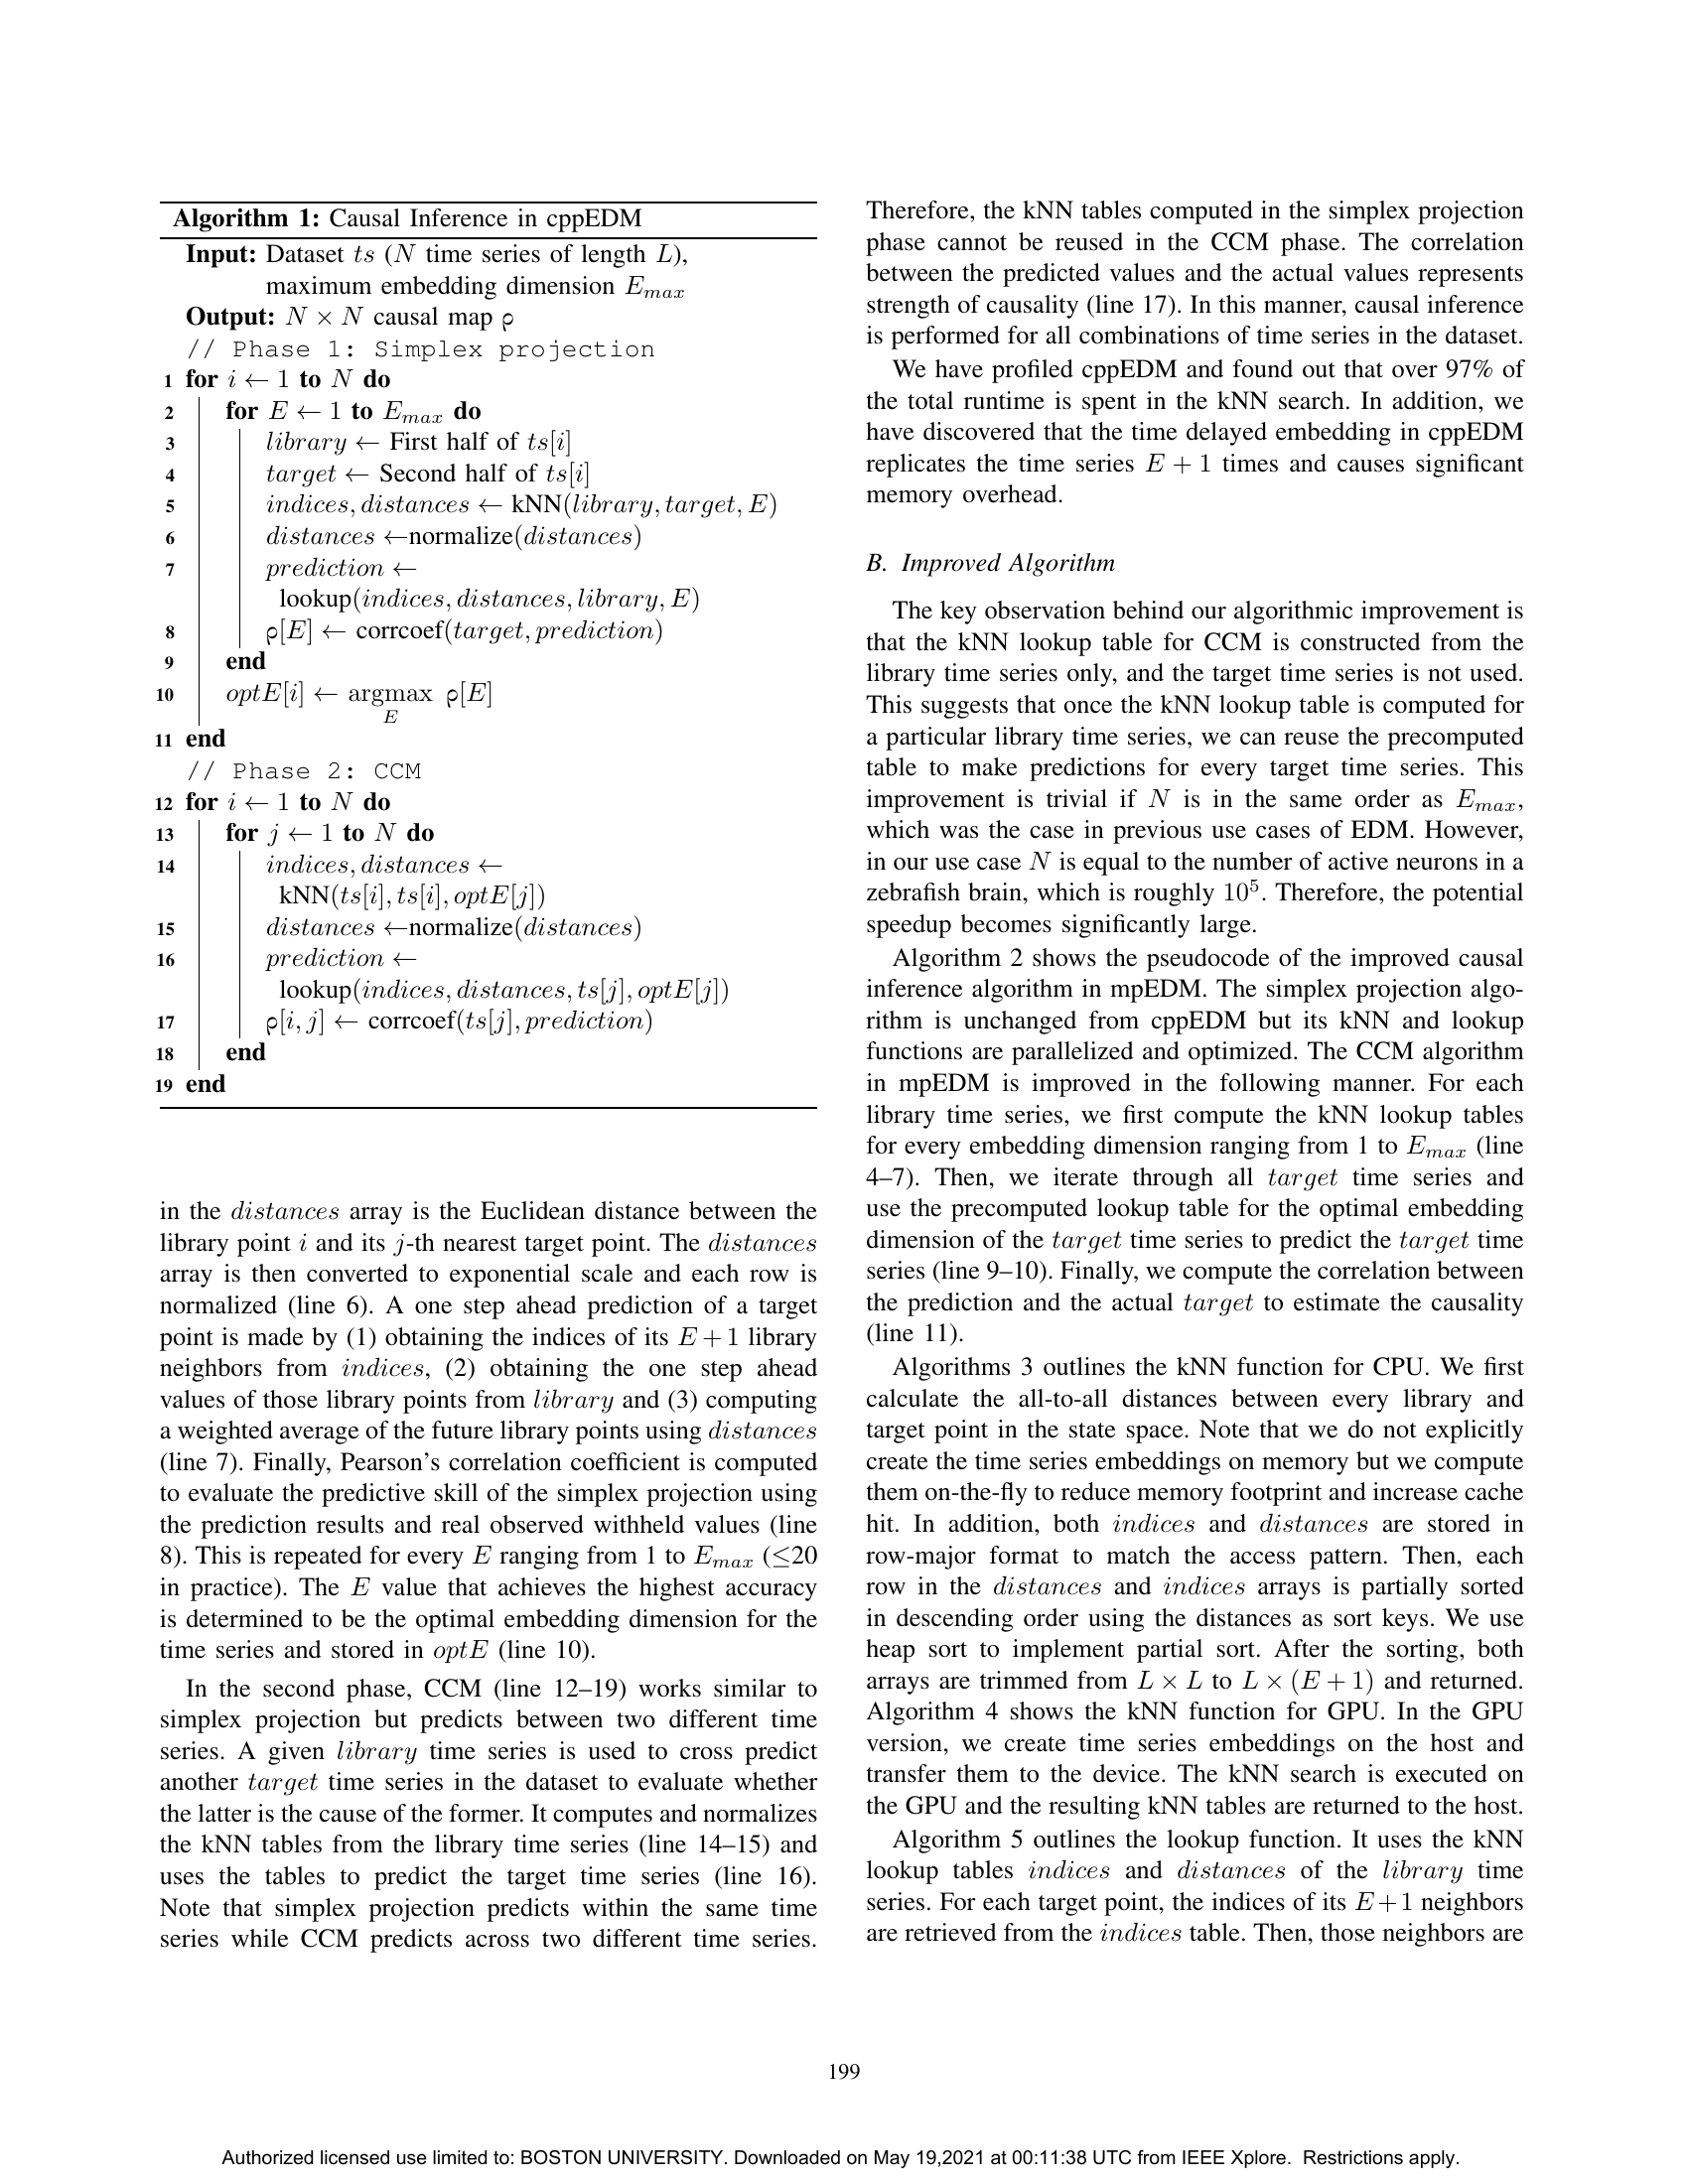 Algorithm 1: Causal Inference in cppEDM
Input: Dataset ts (N time series of length L),
maximum embedding dimension E_max
Output: N × N causal map ρ
// Phase 1: Simplex projection
1 for i ← 1 to N do
2 for E ← 1 to E_max do
3 library ← First half of ts[i]
4 target ← Second half of ts[i]
5 indices, distances ← kNN(library, target, E)
6 distances ←normalize(distances)
7 prediction ←
lookup(indices, distances, library, E)
8 ρ[E] ← corrcoef(target, prediction)
9 end
10 optE[i] ← argmax ρ[E]
E
11 end
// Phase 2: CCM
12 for i ← 1 to N do
13 for j ← 1 to N do
14 indices, distances ←
kNN(ts[i], ts[i], optE[j])
15 distances ←normalize(distances)
16 prediction ←
lookup(indices, distances, ts[j], optE[j])
17 ρ[i, j] ← corrcoef(ts[j], prediction)
18 end
19 end
in the distances array is the Euclidean distance between the
library point i and its j-th nearest target point. The distances
array is then converted to exponential scale and each row is
normalized (line 6). A one step ahead prediction of a target
point is made by (1) obtaining the indices of its E + 1 library
neighbors from indices, (2) obtaining the one step ahead
values of those library points from library and (3) computing
a weighted average of the future library points using distances
(line 7). Finally, Pearson's correlation coefficient is computed
to evaluate the predictive skill of the simplex projection using
the prediction results and real observed withheld values (line
8). This is repeated for every E ranging from 1 to E_max (≤20
in practice). The E value that achieves the highest accuracy
is determined to be the optimal embedding dimension for the
time series and stored in optE (line 10).
In the second phase, CCM (line 12–19) works similar to
simplex projection but predicts between two different time
series. A given library time series is used to cross predict
another target time series in the dataset to evaluate whether
the latter is the cause of the former. It computes and normalizes
the kNN tables from the library time series (line 14–15) and
uses the tables to predict the target time series (line 16).
Note that simplex projection predicts within the same time
series while CCM predicts across two different time series.
Therefore, the kNN tables computed in the simplex projection
phase cannot be reused in the CCM phase. The correlation
between the predicted values and the actual values represents
strength of causality (line 17). In this manner, causal inference
is performed for all combinations of time series in the dataset.
We have profiled cppEDM and found out that over 97% of
the total runtime is spent in the kNN search. In addition, we
have discovered that the time delayed embedding in cppEDM
replicates the time series E + 1 times and causes significant
memory overhead.
B. Improved Algorithm
The key observation behind our algorithmic improvement is
that the kNN lookup table for CCM is constructed from the
library time series only, and the target time series is not used.
This suggests that once the kNN lookup table is computed for
a particular library time series, we can reuse the precomputed
table to make predictions for every target time series. This
improvement is trivial if N is in the same order as E_max,
which was the case in previous use cases of EDM. However,
in our use case N is equal to the number of active neurons in a
zebrafish brain, which is roughly 10⁵. Therefore, the potential
speedup becomes significantly large.
Algorithm 2 shows the pseudocode of the improved causal
inference algorithm in mpEDM. The simplex projection algo-
rithm is unchanged from cppEDM but its kNN and lookup
functions are parallelized and optimized. The CCM algorithm
in mpEDM is improved in the following manner. For each
library time series, we first compute the kNN lookup tables
for every embedding dimension ranging from 1 to E_max (line
4–7). Then, we iterate through all target time series and
use the precomputed lookup table for the optimal embedding
dimension of the target time series to predict the target time
series (line 9–10). Finally, we compute the correlation between
the prediction and the actual target to estimate the causality
(line 11).
Algorithms 3 outlines the kNN function for CPU. We first
calculate the all-to-all distances between every library and
target point in the state space. Note that we do not explicitly
create the time series embeddings on memory but we compute
them on-the-fly to reduce memory footprint and increase cache
hit. In addition, both indices and distances are stored in
row-major format to match the access pattern. Then, each
row in the distances and indices arrays is partially sorted
in descending order using the distances as sort keys. We use
heap sort to implement partial sort. After the sorting, both
arrays are trimmed from L × L to L × (E + 1) and returned.
Algorithm 4 shows the kNN function for GPU. In the GPU
version, we create time series embeddings on the host and
transfer them to the device. The kNN search is executed on
the GPU and the resulting kNN tables are returned to the host.
Algorithm 5 outlines the lookup function. It uses the kNN
lookup tables indices and distances of the library time
series. For each target point, the indices of its E + 1 neighbors
are retrieved from the indices table. Then, those neighbors are
199
Authorized licensed use limited to: BOSTON UNIVERSITY. Downloaded on May 19,2021 at 00:11:38 UTC from IEEE Xplore. Restrictions apply.